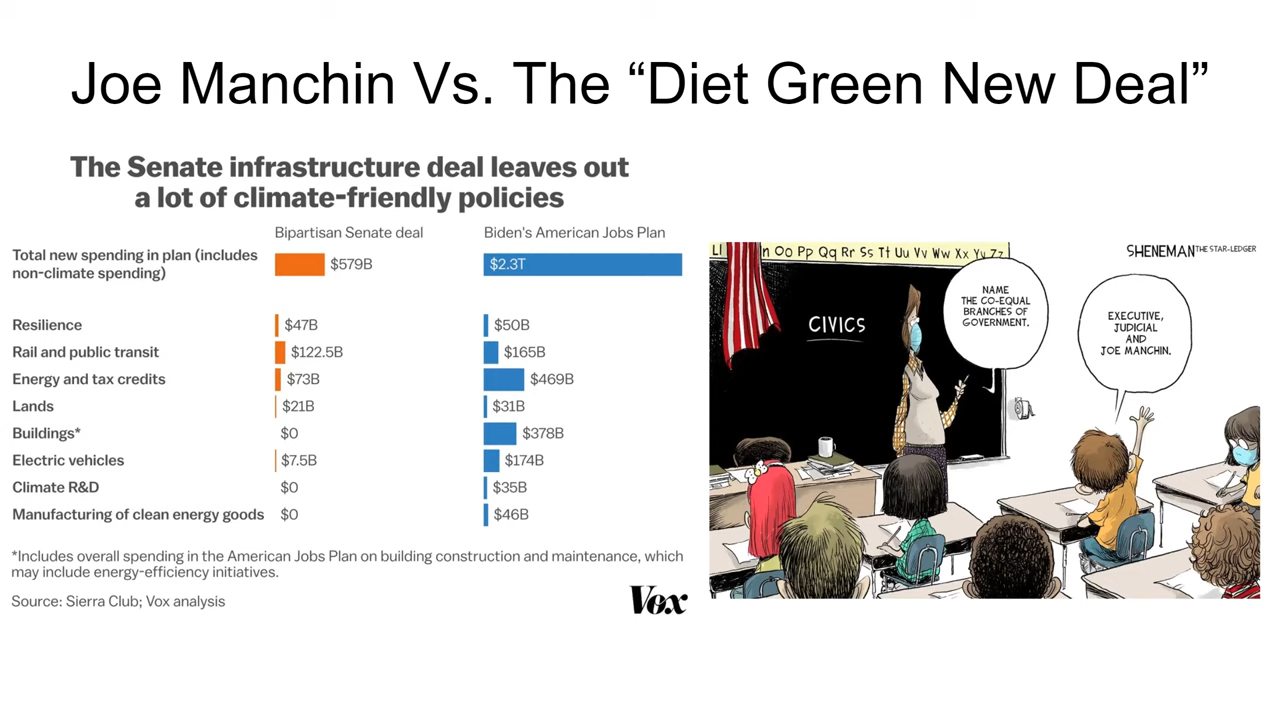 Joe Manchin Vs. The “Diet Green New Deal”
The Senate infrastructure deal leaves out
a lot of climate-friendly policies
Bipartisan Senate deal Biden's American Jobs Plan
Total new spending in plan (includes
non-climate spending) $579B $2.3T
Resilience $47B $50B
Rail and public transit $122.5B $165B
Energy and tax credits $73B $469B
Lands $21B $31B
Buildings* $0 $378B
Electric vehicles $7.5B $174B
Climate R&D $0 $35B
Manufacturing of clean energy goods $0 $46B
*Includes overall spending in the American Jobs Plan on building construction and maintenance, which
may include energy-efficiency initiatives.
Source: Sierra Club; Vox analysis
Vox
Ll n Oo Pp Qq Rr Ss Tt Uu Vv Ww Xx Yy Zz
SHENEMAN THE STAR-LEDGER
CIVICS
NAME
THE CO-EQUAL
BRANCHES OF
GOVERNMENT.
EXECUTIVE,
JUDICIAL
AND
JOE MANCHIN.